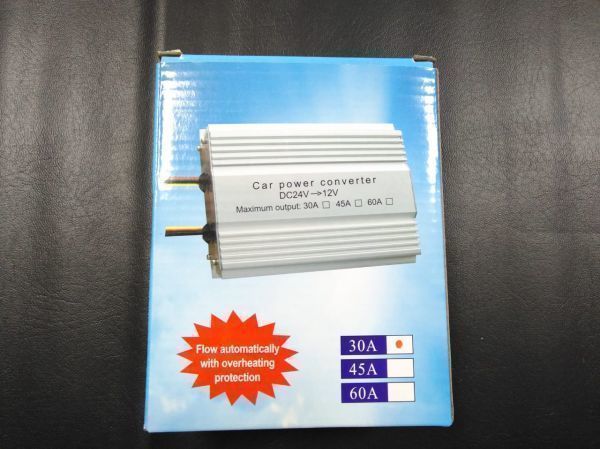 Car power converter
DC24V→12V
Maximum output: 30A □ 45A □ 60A □
Flow automatically
with overheating
protection
30A
45A
60A